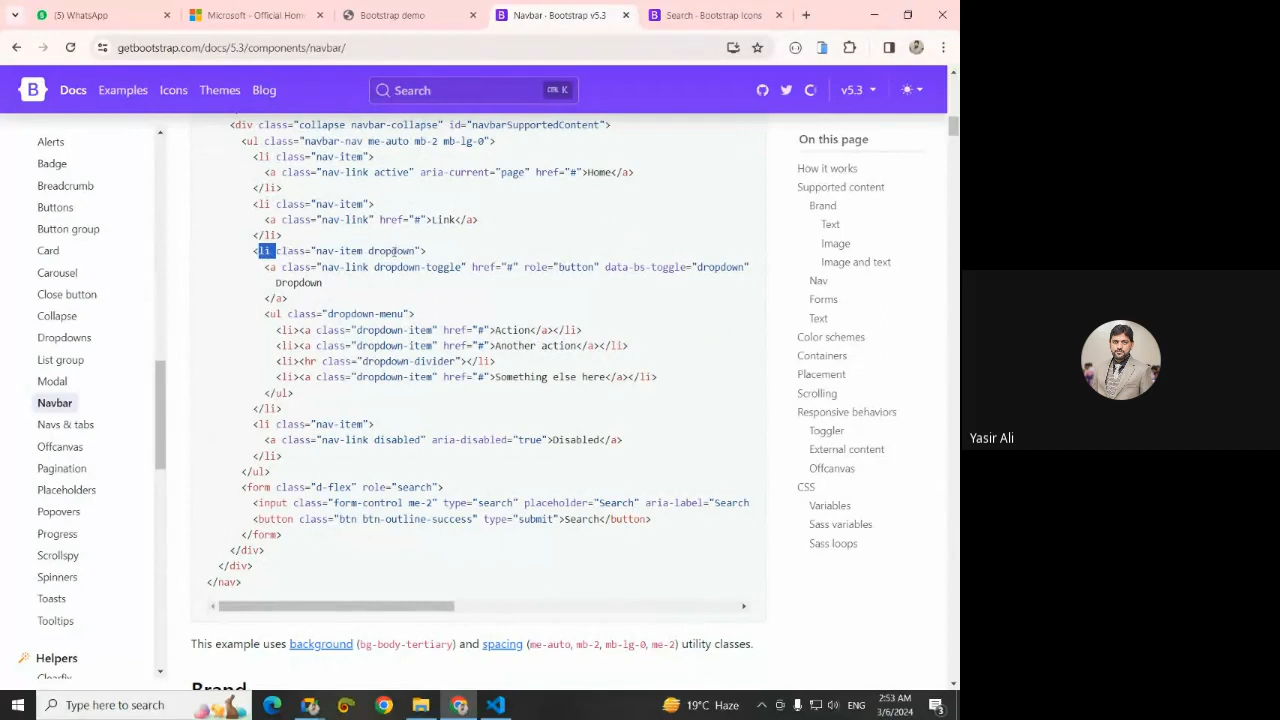 (5) WhatsApp
Microsoft - Official Hom
Bootstrap demo
Navbar · Bootstrap v5.3
Search · Bootstrap Icons
getbootstrap.com/docs/5.3/components/navbar/
B Docs Examples Icons Themes Blog
Search CTRL K
v5.3
Alerts
Badge
Breadcrumb
Buttons
Button group
Card
Carousel
Close button
Collapse
Dropdowns
List group
Modal
Navbar
Navs & tabs
Offcanvas
Pagination
Placeholders
Popovers
Progress
Scrollspy
Spinners
Toasts
Tooltips
Helpers
<div class="collapse navbar-collapse" id="navbarSupportedContent">
<ul class="navbar-nav me-auto mb-2 mb-lg-0">
<li class="nav-item">
<a class="nav-link active" aria-current="page" href="#">Home</a>
</li>
<li class="nav-item">
<a class="nav-link" href="#">Link</a>
</li>
<li class="nav-item dropdown">
<a class="nav-link dropdown-toggle" href="#" role="button" data-bs-toggle="dropdown"
Dropdown
</a>
<ul class="dropdown-menu">
<li><a class="dropdown-item" href="#">Action</a></li>
<li><a class="dropdown-item" href="#">Another action</a></li>
<li><hr class="dropdown-divider"></li>
<li><a class="dropdown-item" href="#">Something else here</a></li>
</ul>
</li>
<li class="nav-item">
<a class="nav-link disabled" aria-disabled="true">Disabled</a>
</li>
</ul>
<form class="d-flex" role="search">
<input class="form-control me-2" type="search" placeholder="Search" aria-label="Search
<button class="btn btn-outline-success" type="submit">Search</button>
</form>
</div>
</div>
</nav>
This example uses background (bg-body-tertiary) and spacing (me-auto, mb-2, mb-lg-0, me-2) utility classes.
Brand
On this page
How it works
Supported content
Brand
Text
Image
Image and text
Nav
Forms
Text
Color schemes
Containers
Placement
Scrolling
Responsive behaviors
Toggler
External content
Offcanvas
CSS
Variables
Sass variables
Sass loops
Yasir Ali
Type here to search
19°C Haze
ENG
2:53 AM
3/6/2024
3